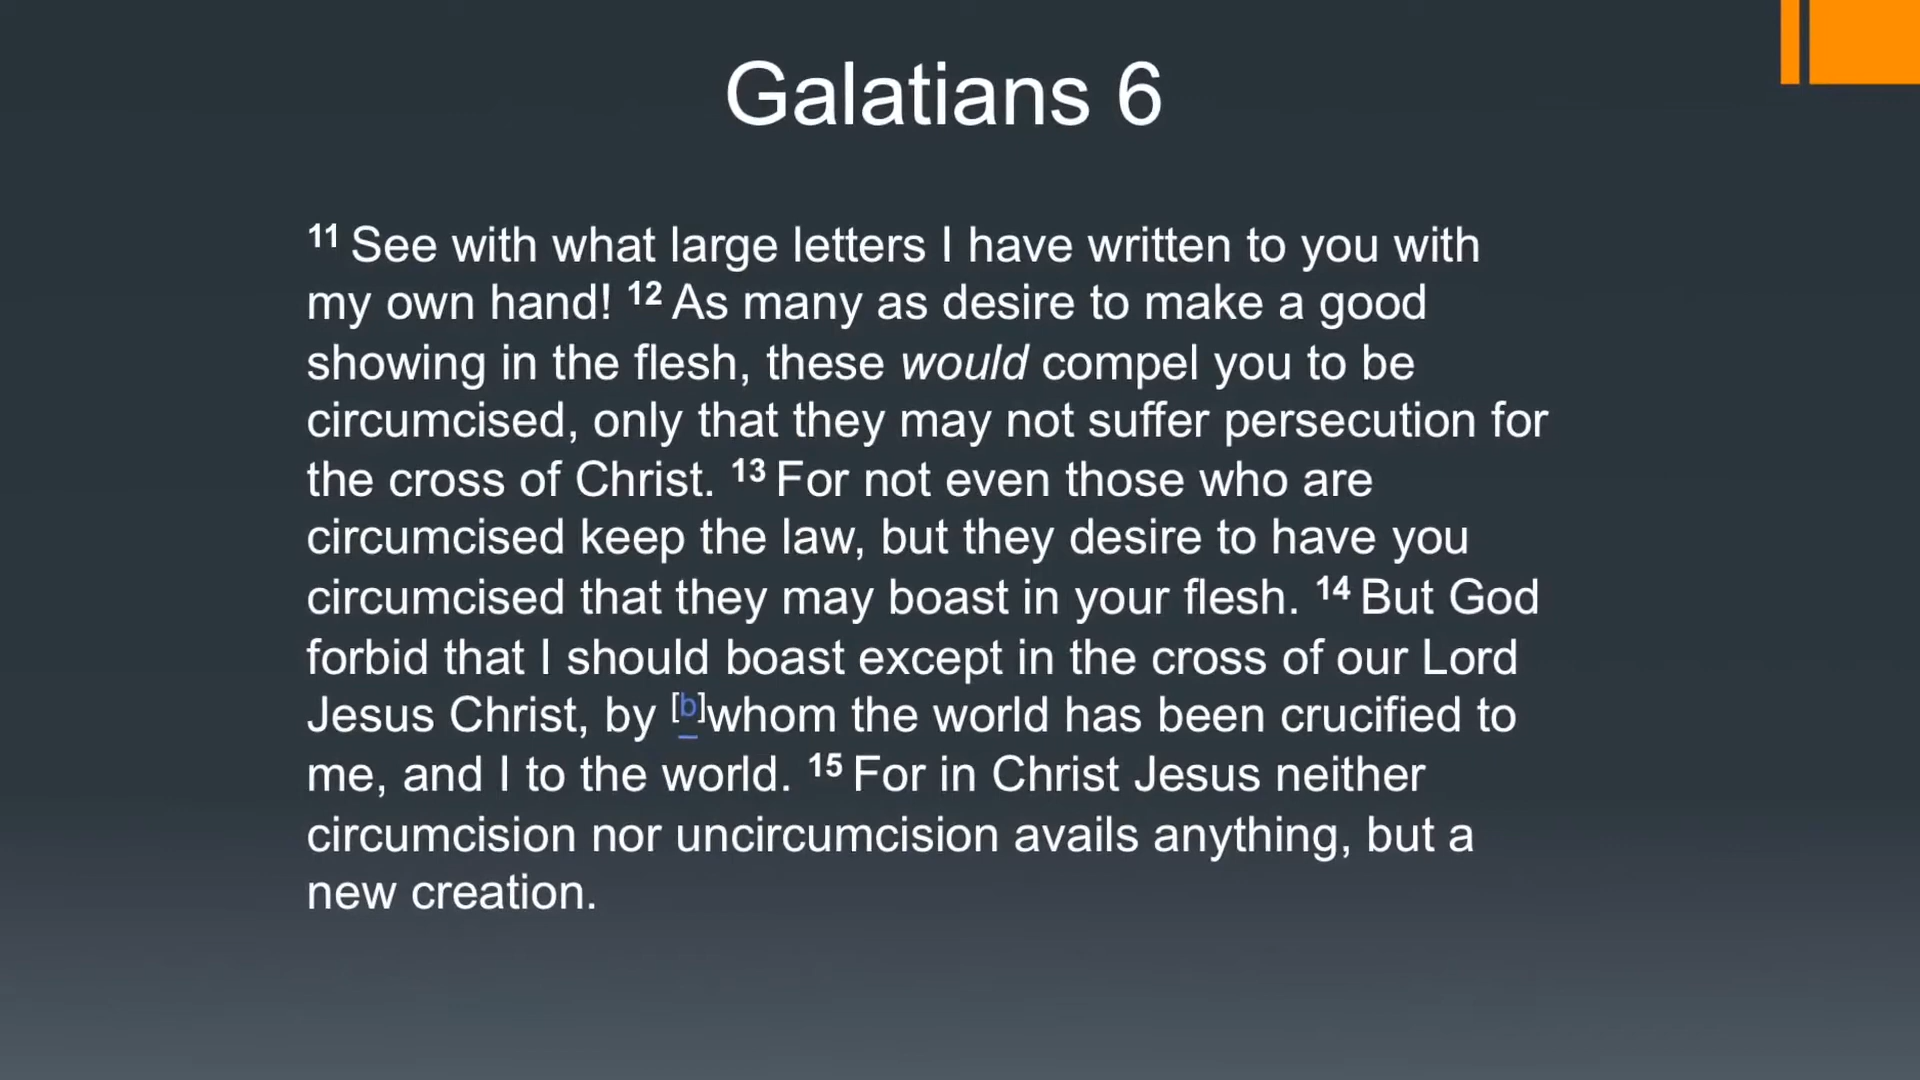 Galatians 6
11 See with what large letters I have written to you with
my own hand! 12 As many as desire to make a good
showing in the flesh, these would compel you to be
circumcised, only that they may not suffer persecution for
the cross of Christ. 13 For not even those who are
circumcised keep the law, but they desire to have you
circumcised that they may boast in your flesh. 14 But God
forbid that I should boast except in the cross of our Lord
Jesus Christ, by [b]whom the world has been crucified to
me, and I to the world. 15 For in Christ Jesus neither
circumcision nor uncircumcision avails anything, but a
new creation.